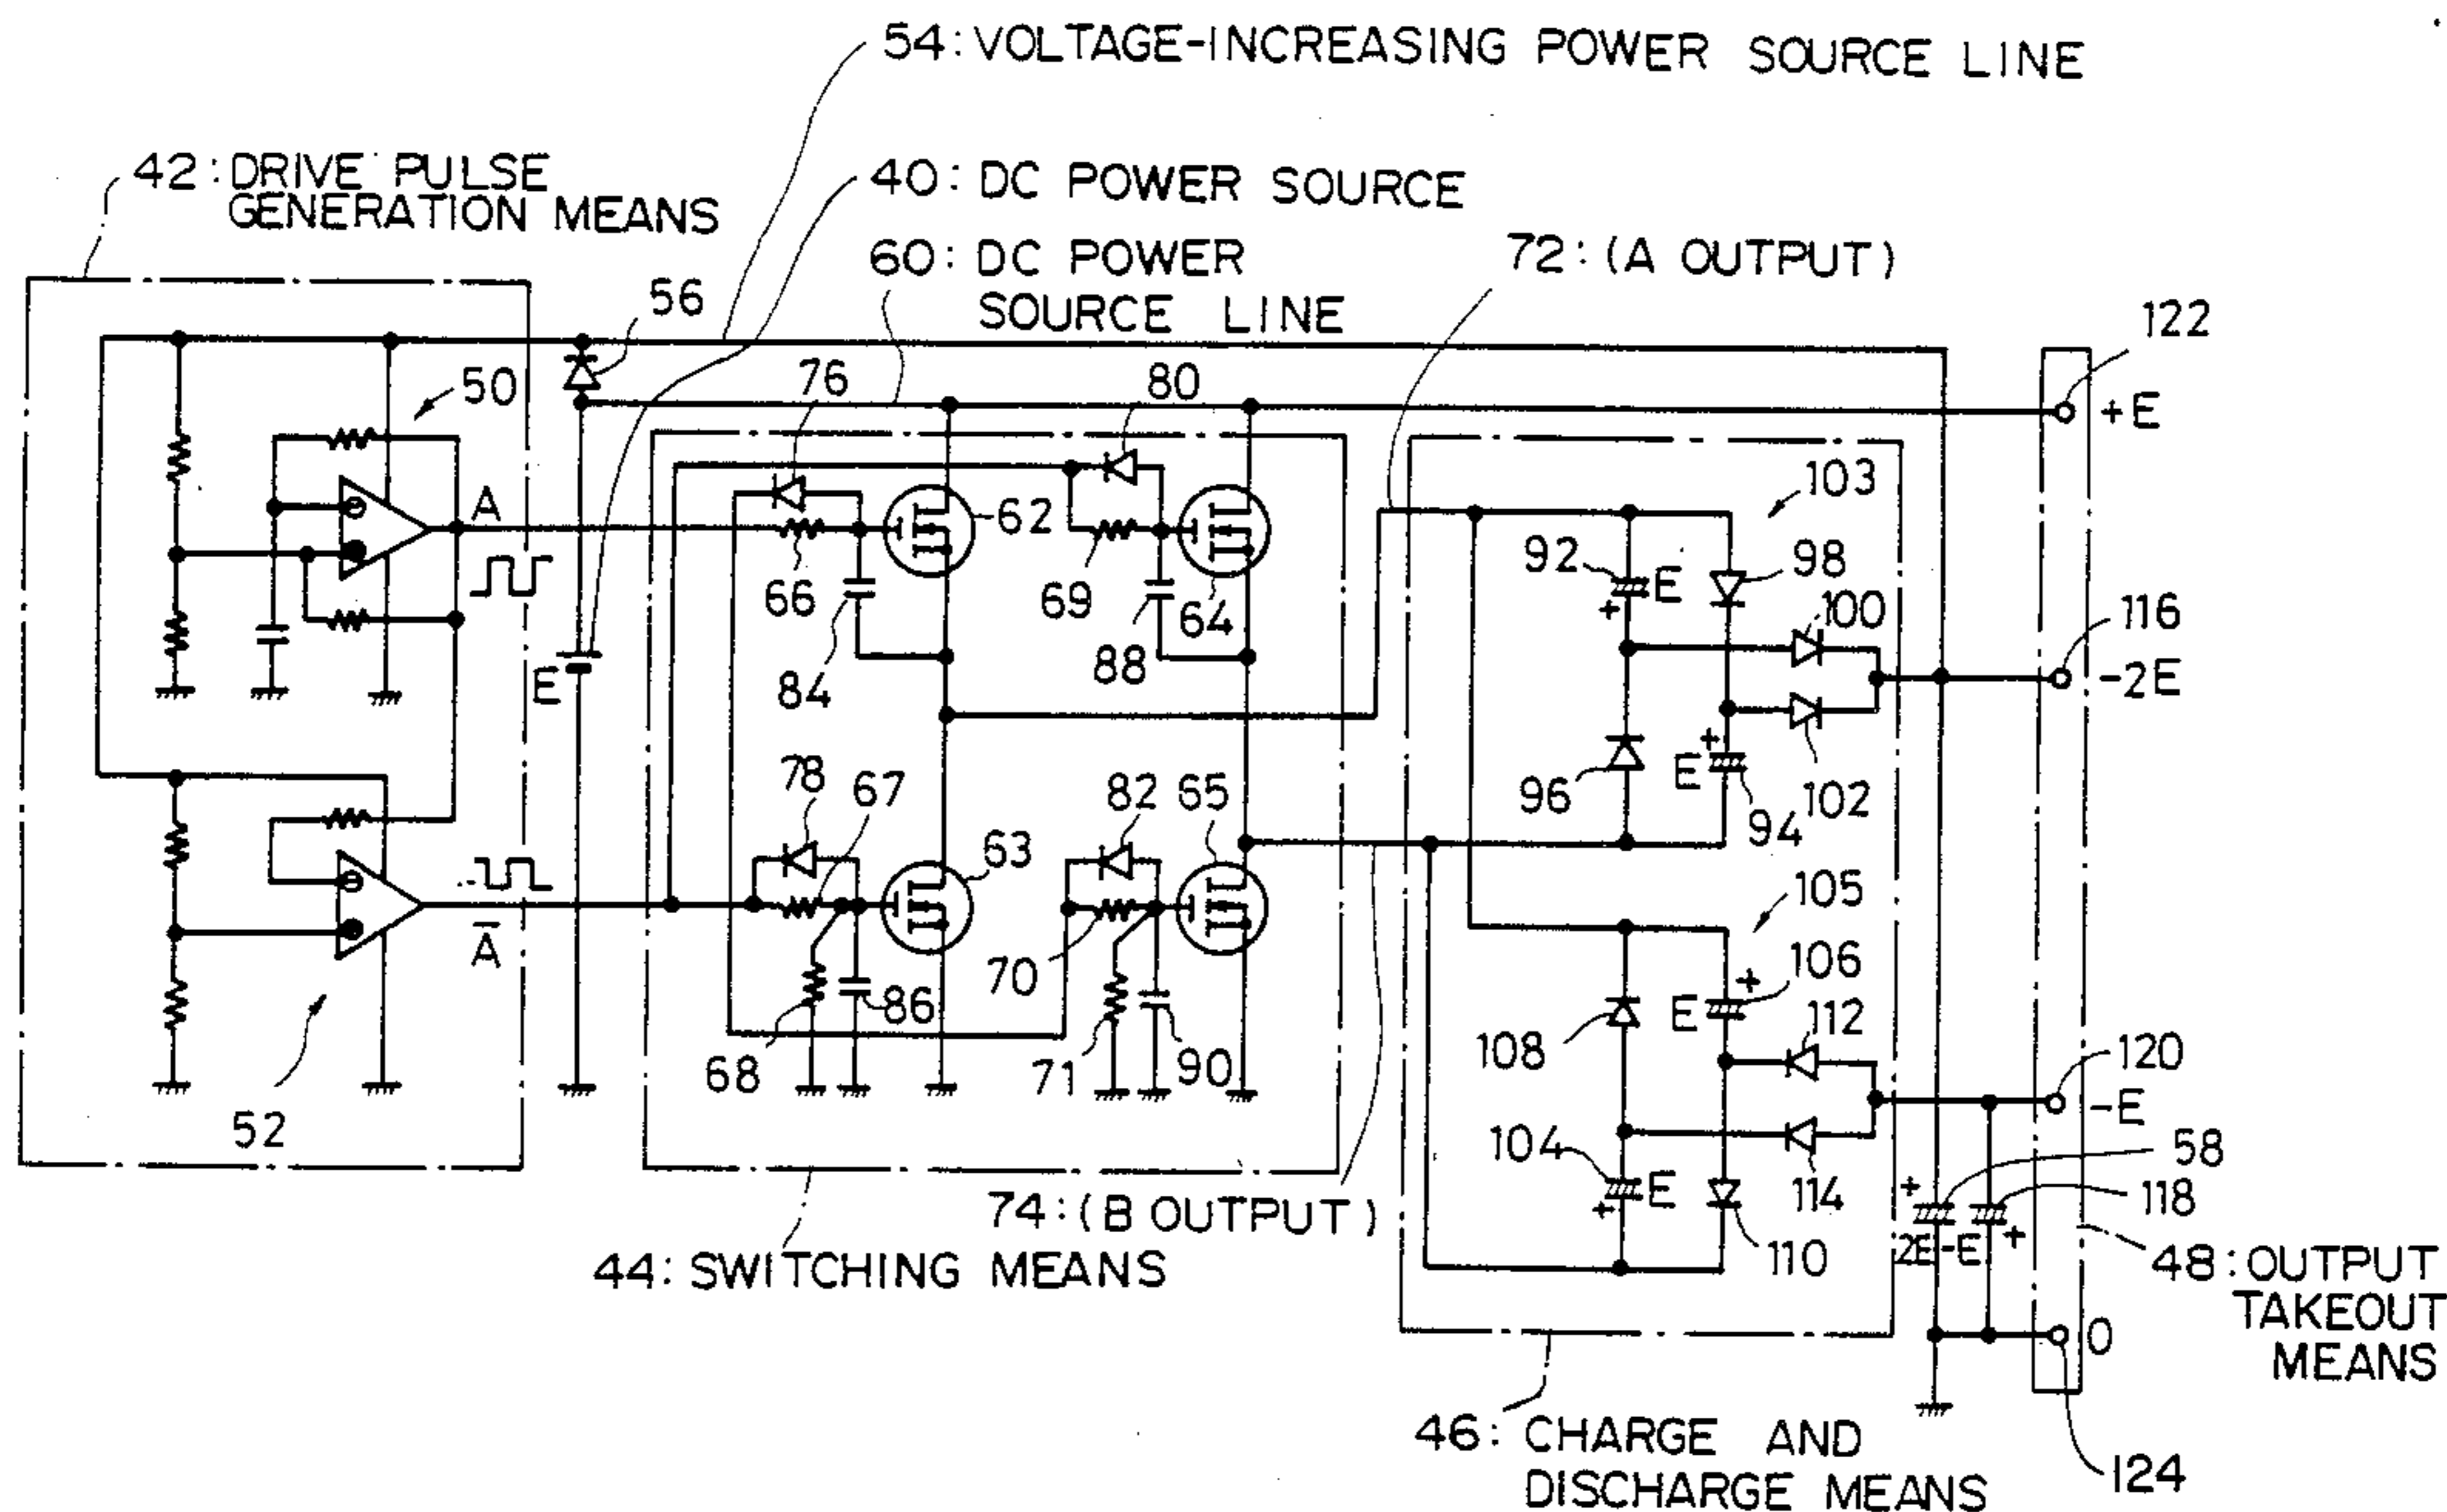 54: VOLTAGE-INCREASING POWER SOURCE LINE
42: DRIVE PULSE
GENERATION MEANS
40: DC POWER SOURCE
60: DC POWER
SOURCE LINE
72: (A OUTPUT)
56
122
+E
50
76
80
103
A
62
92
E
+
98
66
69
64
100
116
-2E
84
88
E
+
E
96
94
102
78
67
63
82
65
105
A̅
106
+
E
112
70
108
120
-E
68
86
71
90
52
104
E
+
114
58
118
+
+
74: (B OUTPUT)
110
2E
-E
44: SWITCHING MEANS
48: OUTPUT
TAKEOUT
MEANS
0
46: CHARGE AND
DISCHARGE MEANS
124